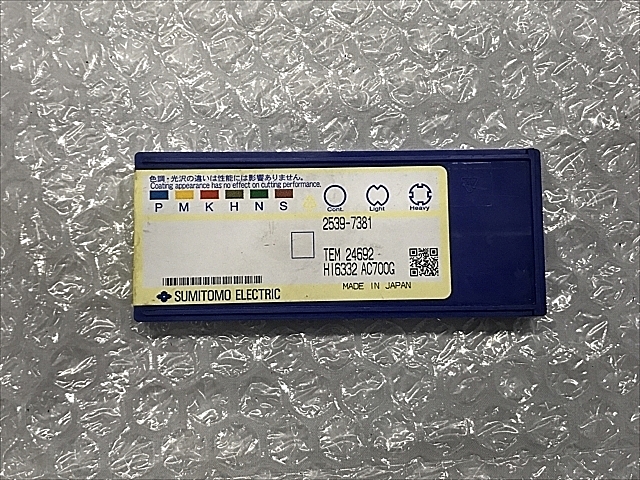 色調・光沢の違いは性能には影響ありません。
Coating appearance has no effect on cutting performance.
P M K H N S
Conv. Light Heavy
2539-7381
TEM 24692
HI6332 AC700G
MADE IN JAPAN
SUMITOMO ELECTRIC